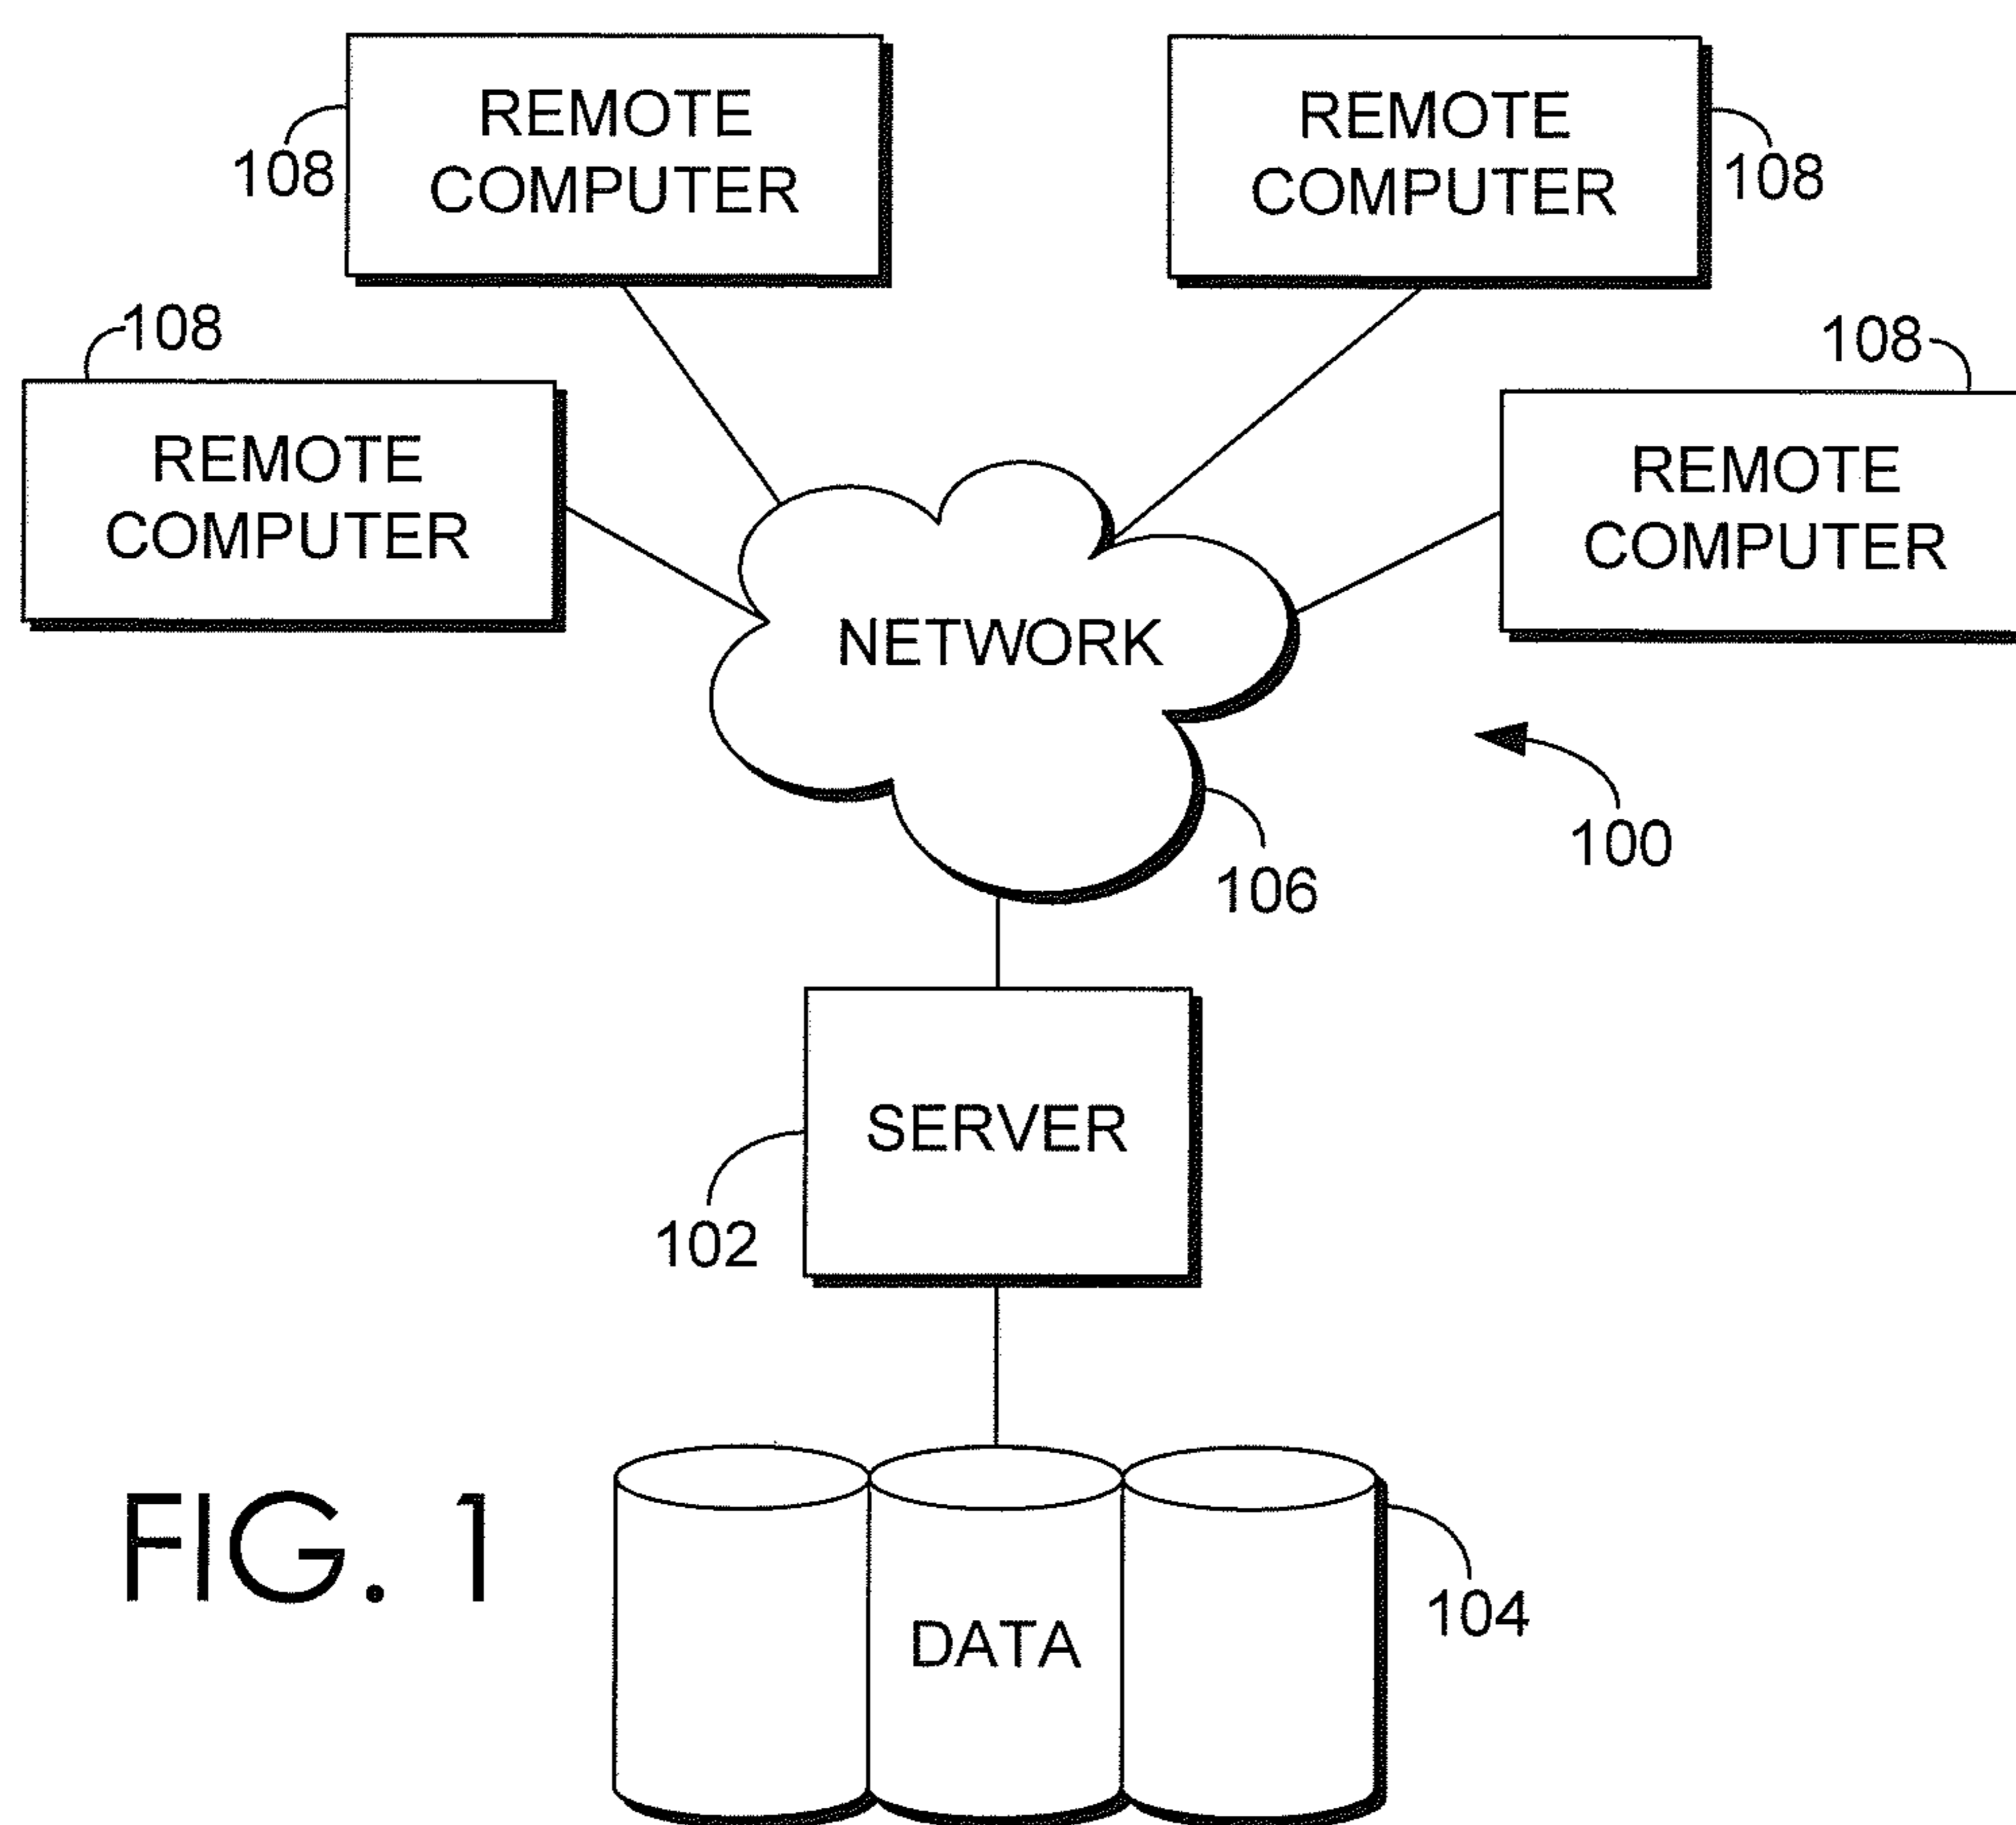 REMOTE
COMPUTER
108
REMOTE
COMPUTER
108
108
REMOTE
COMPUTER
108
REMOTE
COMPUTER
NETWORK
100
106
SERVER
102
DATA
104
FIG. 1